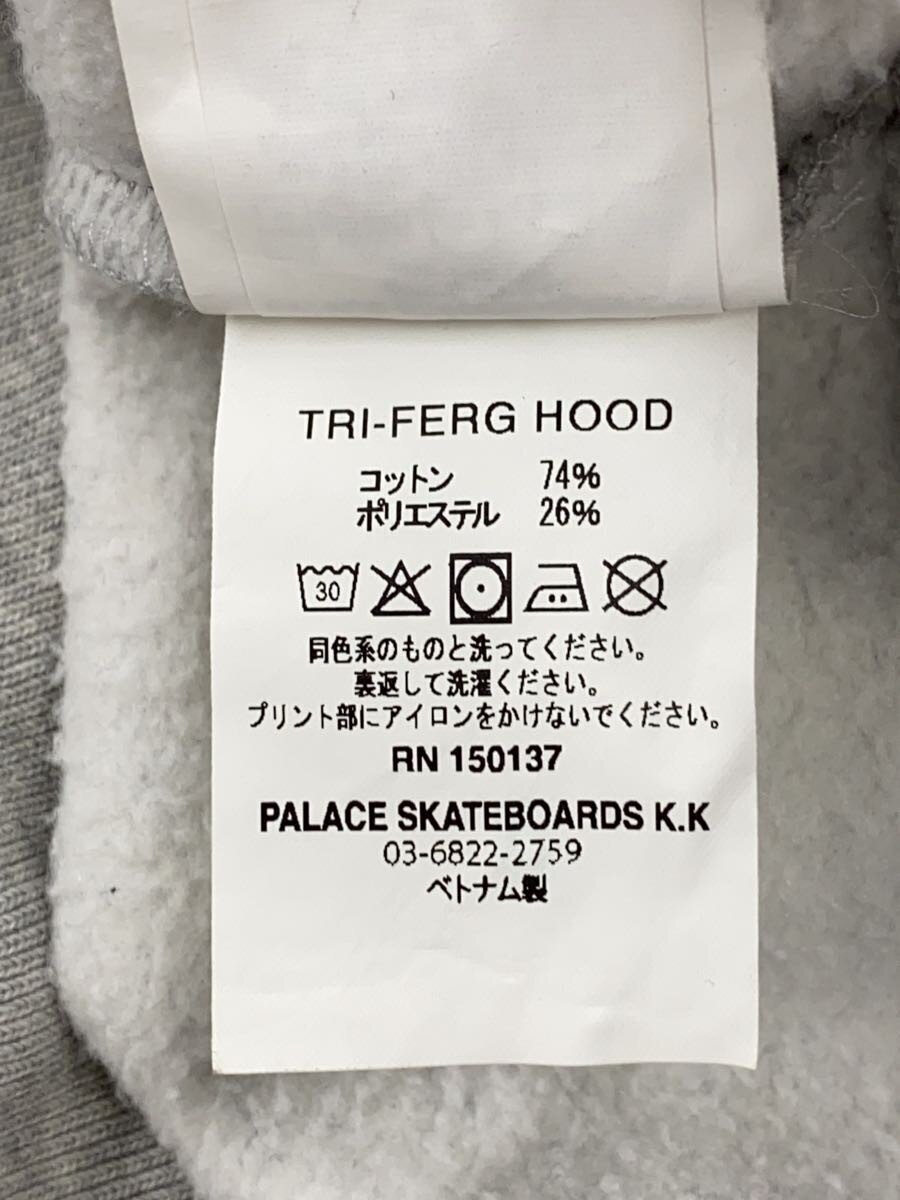 TRI-FERG HOOD
コットン 74%
ポリエステル 26%
30
同色系のものと洗ってください。
裏返して洗濯ください。
プリント部にアイロンをかけないでください。
RN 150137
PALACE SKATEBOARDS K.K
03-6822-2759
ベトナム製